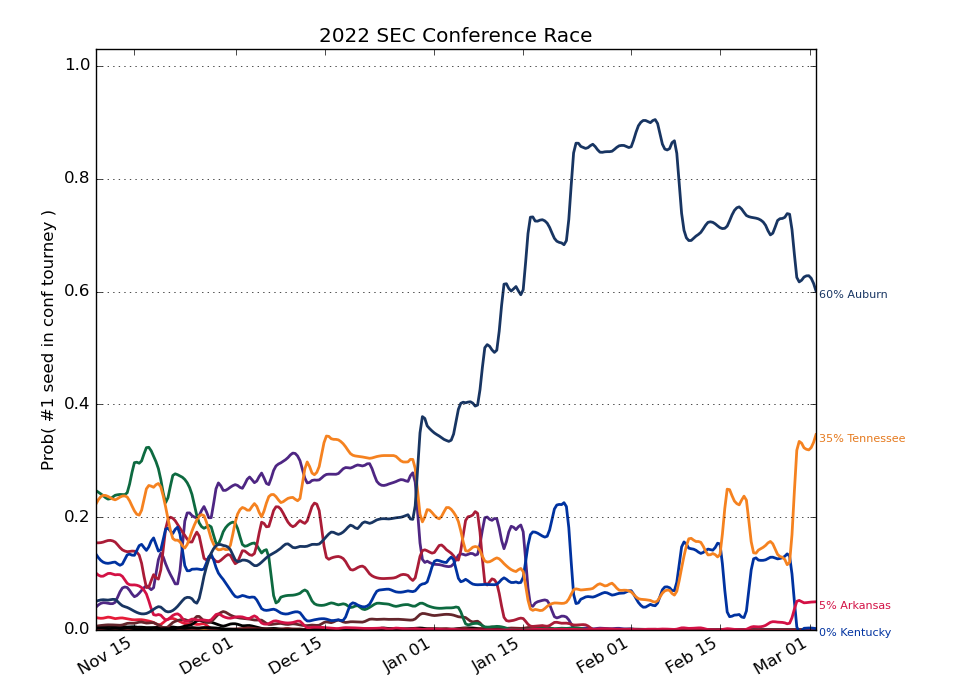 2022 SEC Conference Race
Prob( #1 seed in conf tourney )
1.0
0.8
0.6
0.4
0.2
0.0
60% Auburn
35% Tennessee
5% Arkansas
0% Kentucky
Nov 15
Dec 01
Dec 15
Jan 01
Jan 15
Feb 01
Feb 15
Mar 01